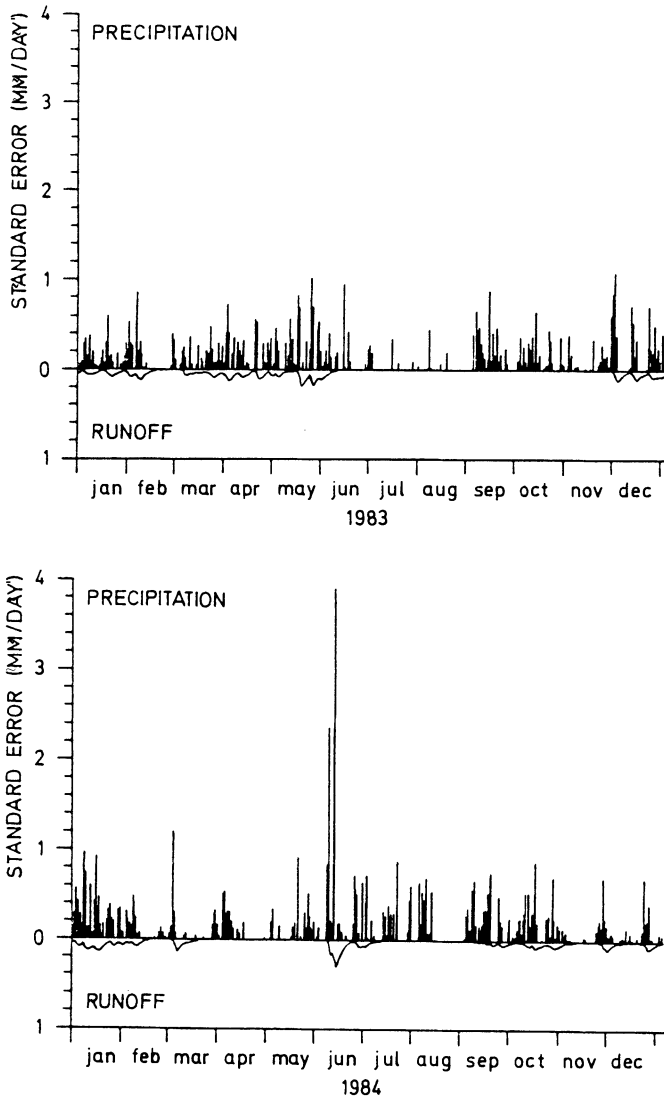 STANDARD ERROR (MM/DAY)
4
PRECIPITATION
3
2
1
0
RUNOFF
1
jan feb mar apr may jun jul aug sep oct nov dec
1983
STANDARD ERROR (MM/DAY)
4
PRECIPITATION
3
2
1
0
RUNOFF
1
jan feb mar apr may jun jul aug sep oct nov dec
1984